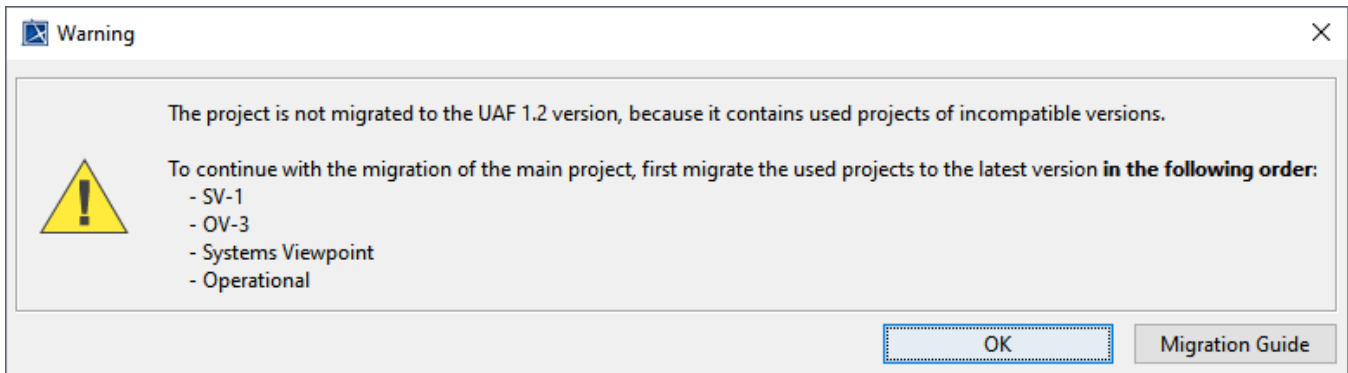 Warning
The project is not migrated to the UAF 1.2 version, because it contains used projects of incompatible versions.
To continue with the migration of the main project, first migrate the used projects to the latest version in the following order:
- SV-1
- OV-3
- Systems Viewpoint
- Operational
OK
Migration Guide